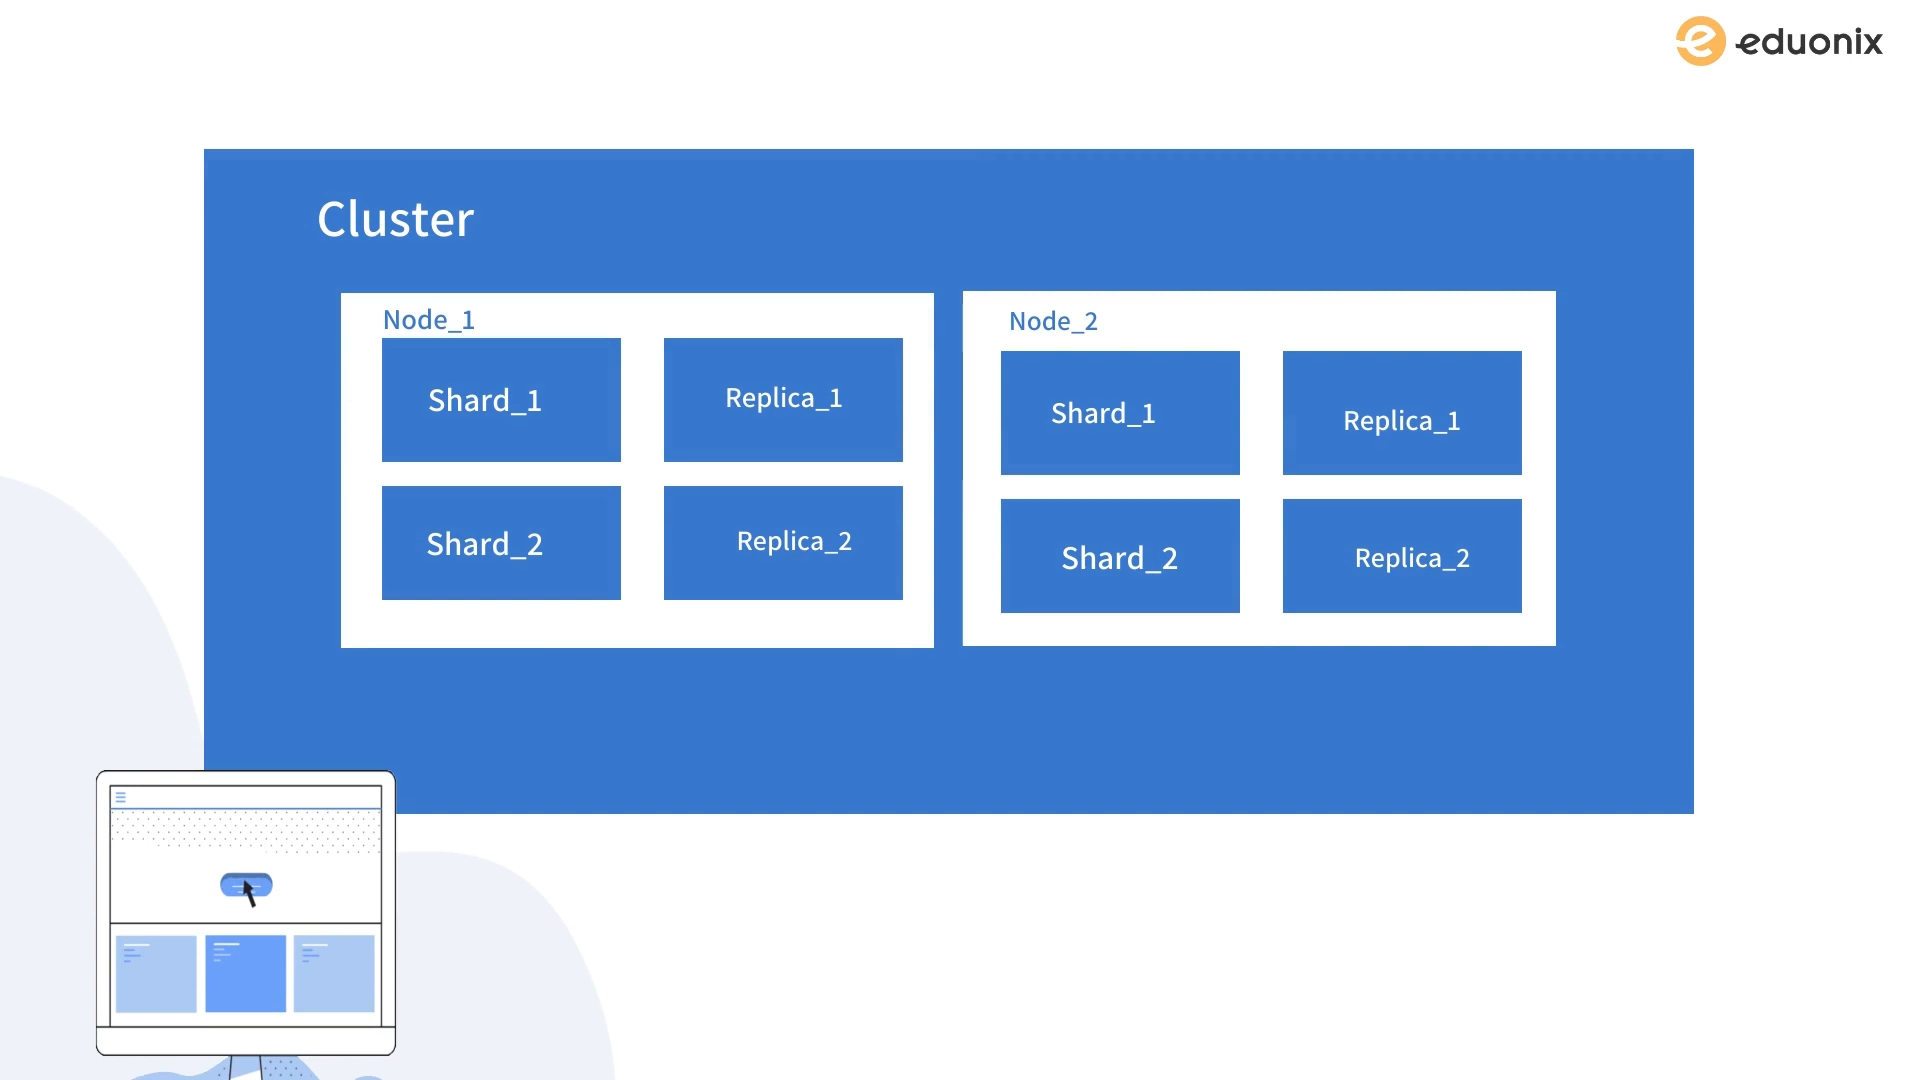 eduonix
Cluster
Node_1
Shard_1
Replica_1
Shard_2
Replica_2
Node_2
Shard_1
Replica_1
Shard_2
Replica_2